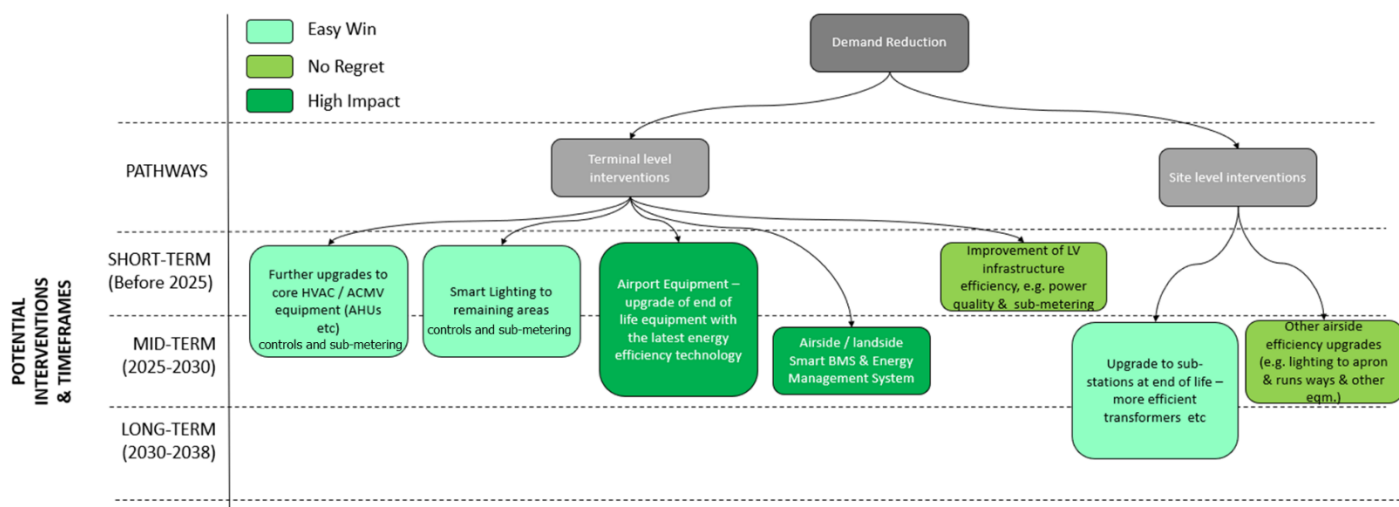 Easy Win
No Regret
High Impact
Demand Reduction
PATHWAYS
Terminal level
interventions
Site level interventions
POTENTIAL
INTERVENTIONS
& TIMEFRAMES
SHORT-TERM
(Before 2025)
MID-TERM
(2025-2030)
LONG-TERM
(2030-2038)
Further upgrades to
core HVAC / ACMV
equipment (AHUs
etc)
controls and sub-metering
Smart Lighting to
remaining areas
controls and sub-metering
Airport Equipment –
upgrade of end of
life equipment with
the latest energy
efficiency technology
Airside / landside
Smart BMS & Energy
Management System
Improvement of LV
infrastructure
efficiency, e.g. power
quality & sub-metering
Upgrade to sub-
stations at end of life –
more efficient
transformers etc
Other airside
efficiency upgrades
(e.g. lighting to apron
& runs ways & other
eqm.)